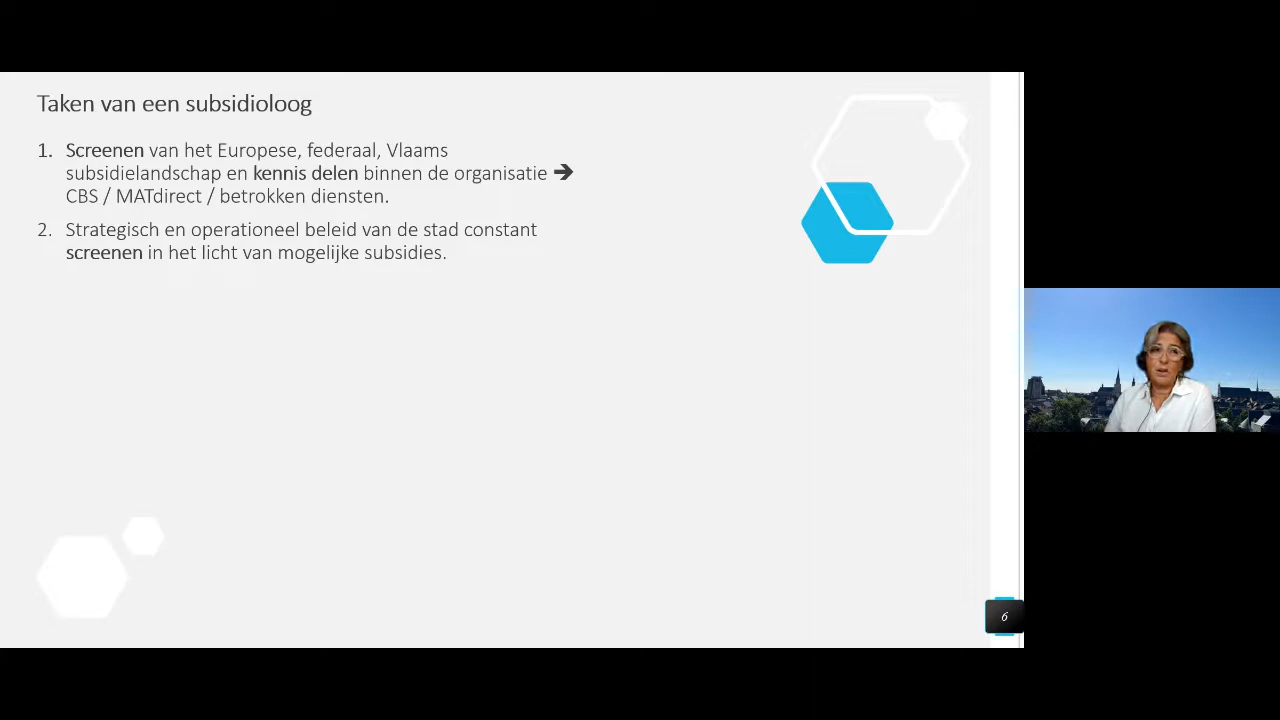 Taken van een subsidioloog
1. Screenen van het Europese, federaal, Vlaams
subsidielandschap en kennis delen binnen de organisatie ➔
CBS / MATdirect / betrokken diensten.
2. Strategisch en operationeel beleid van de stad constant
screenen in het licht van mogelijke subsidies.
6